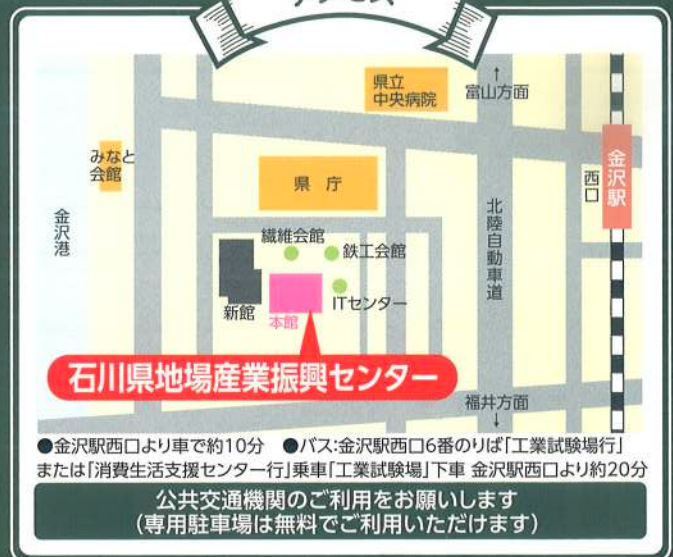 アクセス
県立
中央病院
↑
富山方面
みなと
会館
金沢駅
西口
県 庁
金沢港
北陸自動車道
繊維会館
鉄工会館
新館
本館
ITセンター
石川県地場産業振興センター
福井方面
↓
●金沢駅西口より車で約10分 ●バス:金沢駅西口6番のりば「工業試験場行」
または「消費生活支援センター行」乗車「工業試験場」下車 金沢駅西口より約20分
公共交通機関のご利用をお願いします
(専用駐車場は無料でご利用いただけます)